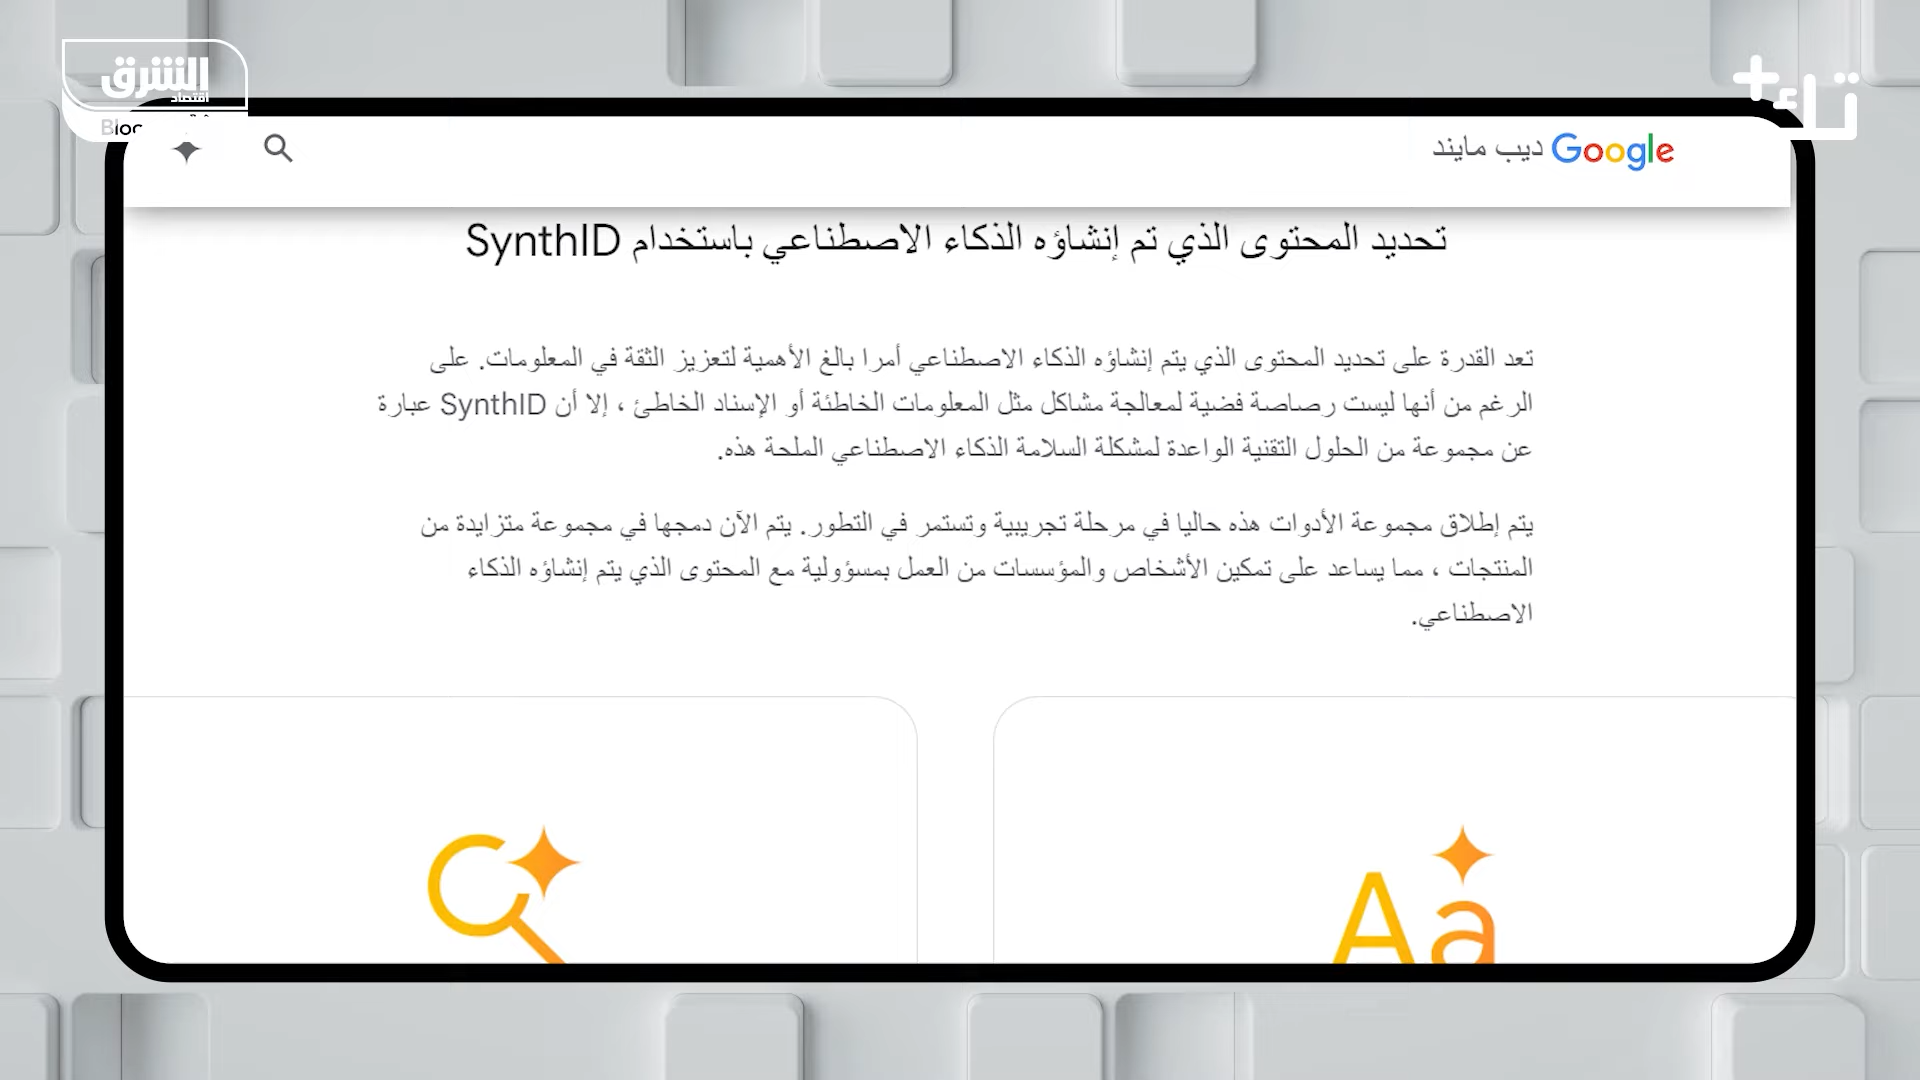 الشرق
اقتصاد
Bloo
تك+
Google ديب مايند
تحديد المحتوى الذي تم إنشاؤه الذكاء الاصطناعي باستخدام SynthID
تعد القدرة على تحديد المحتوى الذي يتم إنشاؤه الذكاء الاصطناعي أمرا بالغ الأهمية لتعزيز الثقة في المعلومات. على
الرغم من أنها ليست رصاصة فضية لمعالجة مشاكل مثل المعلومات الخاطئة أو الإسناد الخاطئ ، إلا أن SynthID عبارة
عن مجموعة من الحلول التقنية الواعدة لمشكلة السلامة الذكاء الاصطناعي الملحة هذه.
يتم إطلاق مجموعة الأدوات هذه حاليا في مرحلة تجريبية وتستمر في التطور. يتم الآن دمجها في مجموعة متزايدة من
المنتجات ، مما يساعد على تمكين الأشخاص والمؤسسات من العمل بمسؤولية مع المحتوى الذي يتم إنشاؤه الذكاء
الاصطناعي.
Aa